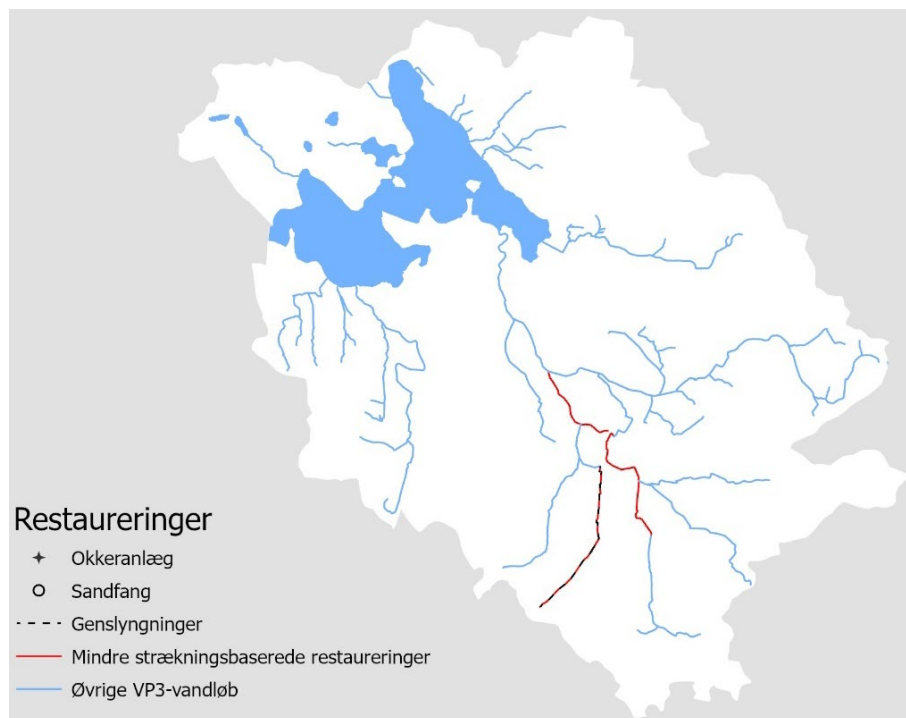 Restaureringer
Okkeranlæg
Sandfang
Genslyngninger
Mindre strækningsbaserede restaureringer
Øvrige VP3-vandløb